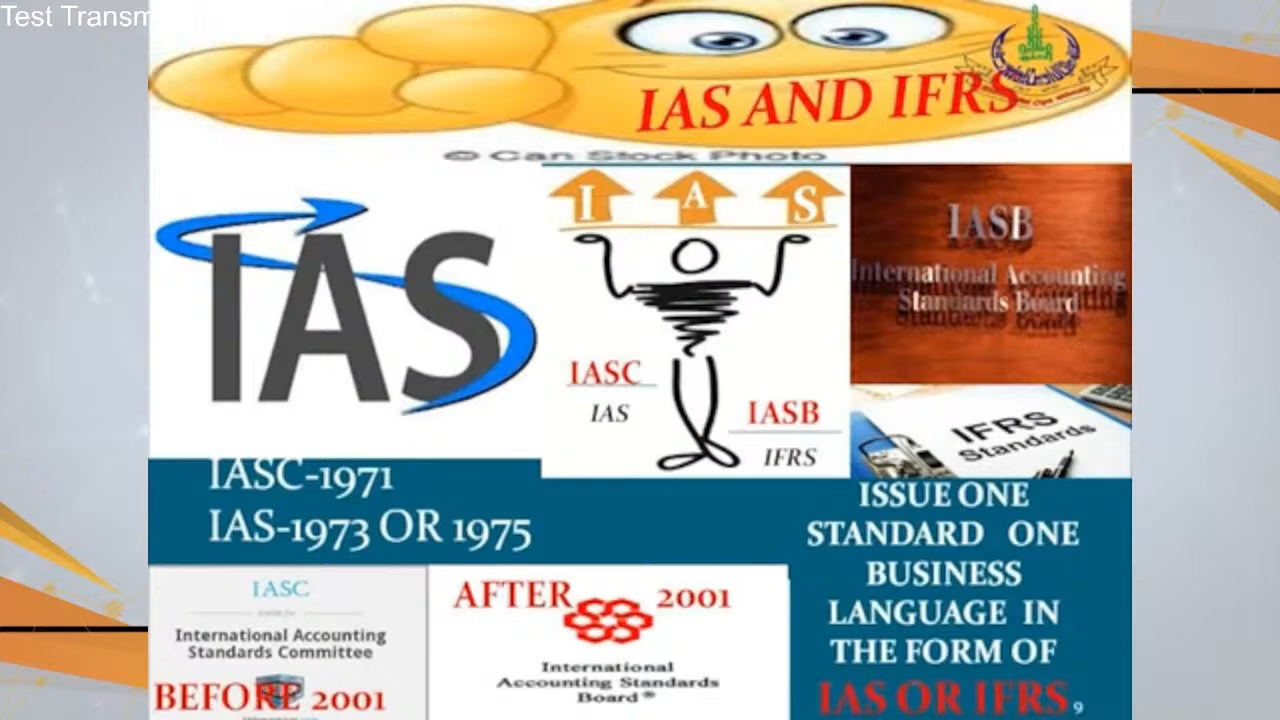 Test Transm
IAS AND IFRS
© Can Stock Photo
IAS
I A S
IASC
IAS
IASB
IFRS
IASB
International Accounting
Standards Board
IFRS
Standards
IASC-1971
IAS-1973 OR 1975
ISSUE ONE
STANDARD ONE
BUSINESS
LANGUAGE IN
THE FORM OF
IAS OR IFRS
9
IASC
International Accounting
Standards Committee
BEFORE 2001
AFTER 2001
International
Accounting Standards
Board®